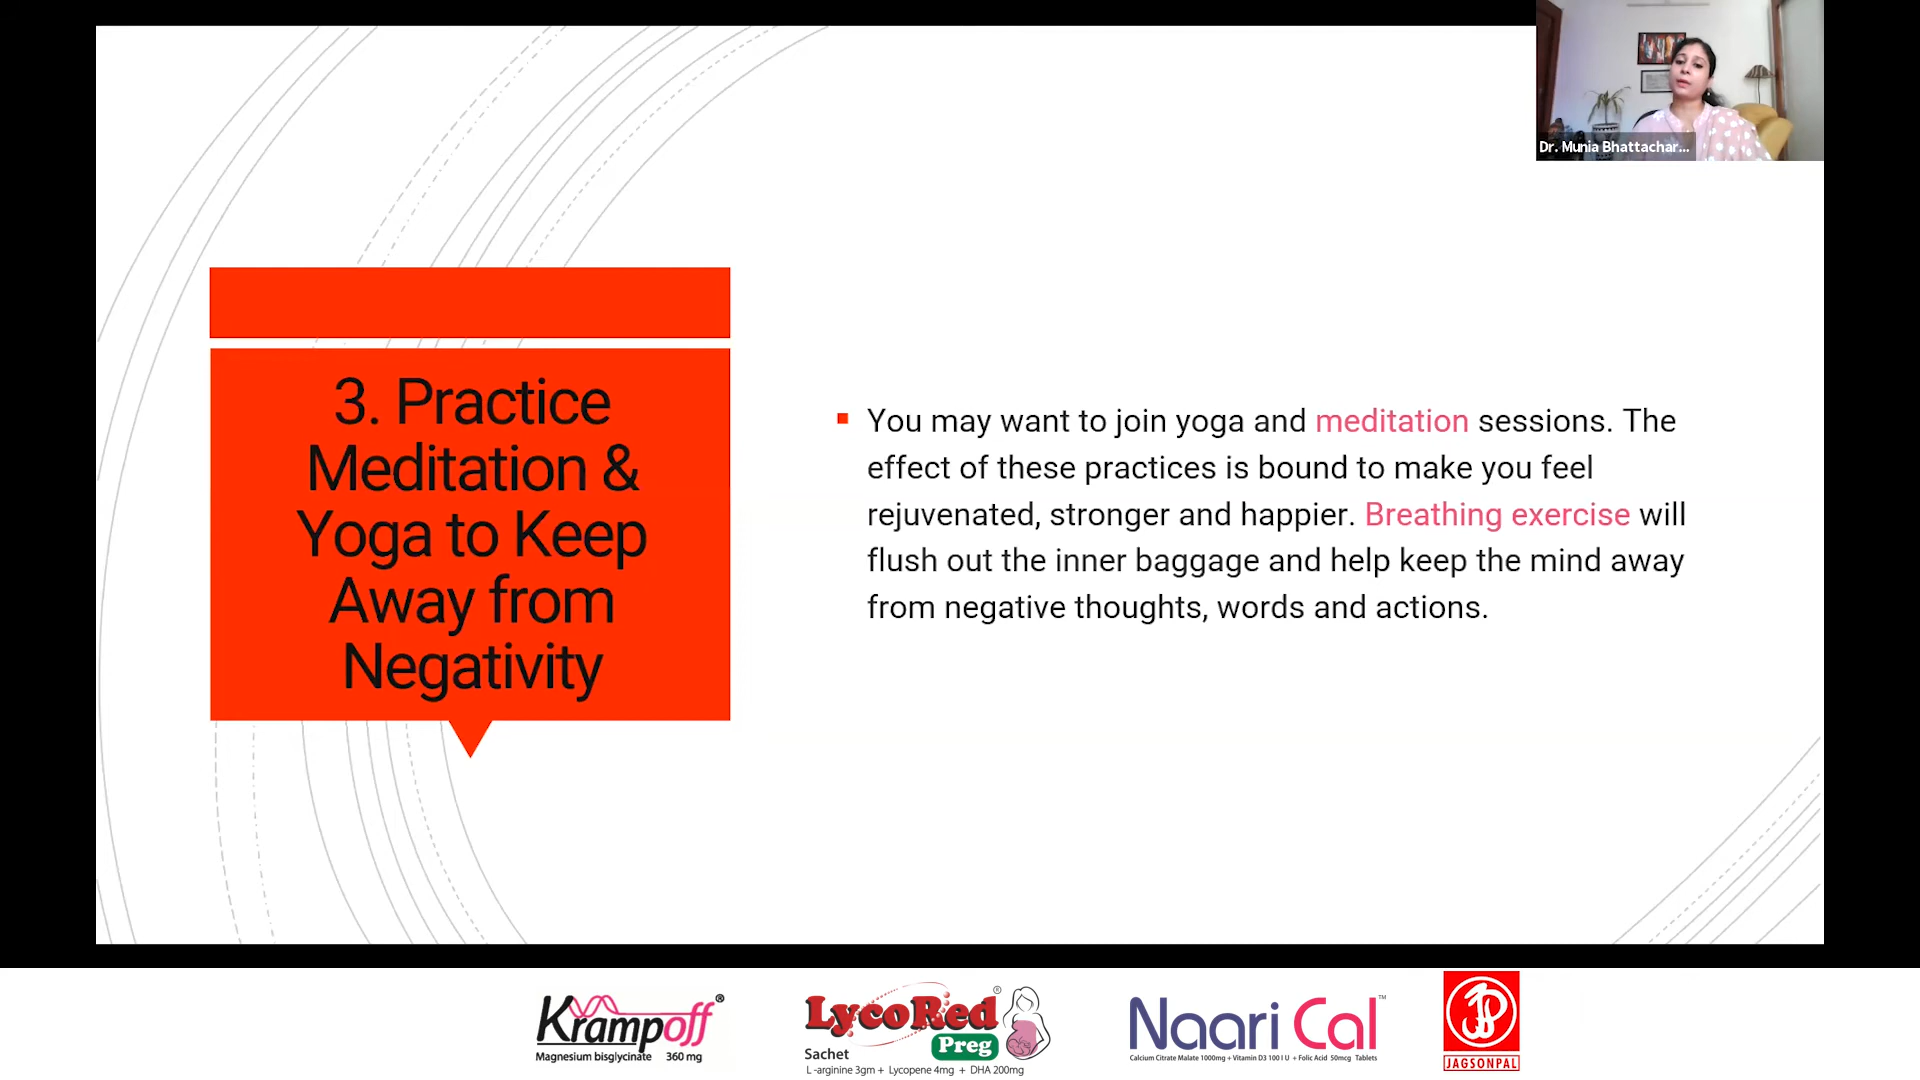 Dr. Munia Bhattachar...
3. Practice
Meditation &
Yoga to Keep
Away from
Negativity
You may want to join yoga and meditation sessions. The
effect of these practices is bound to make you feel
rejuvenated, stronger and happier. Breathing exercise will
flush out the inner baggage and help keep the mind away
from negative thoughts, words and actions.
Krampoff®
Magnesium bisglycinate 360 mg
LycoRed®
Preg
Sachet
L-arginine 3gm + Lycopene 4mg + DHA 200mg
Naari Cal™
Calcium Citrate Malate 1000mg + Vitamin D3 100 I U + Folic Acid 50mcg Tablets
JAGSONPAL